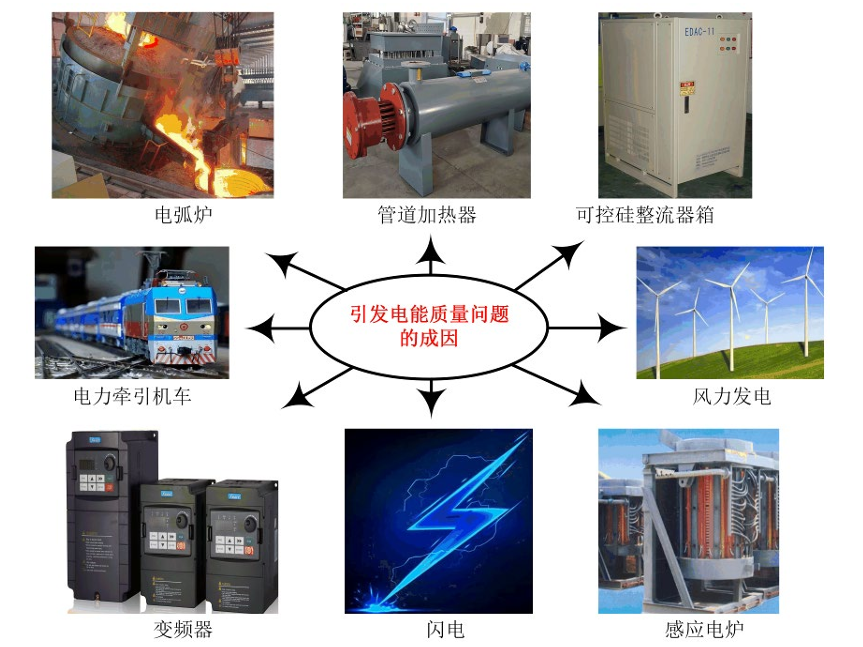 EDAC-11
电弧炉
管道加热器
可控硅整流器箱
引发电能质量问题
的成因
电力牵引机车
风力发电
变频器
闪电
感应电炉